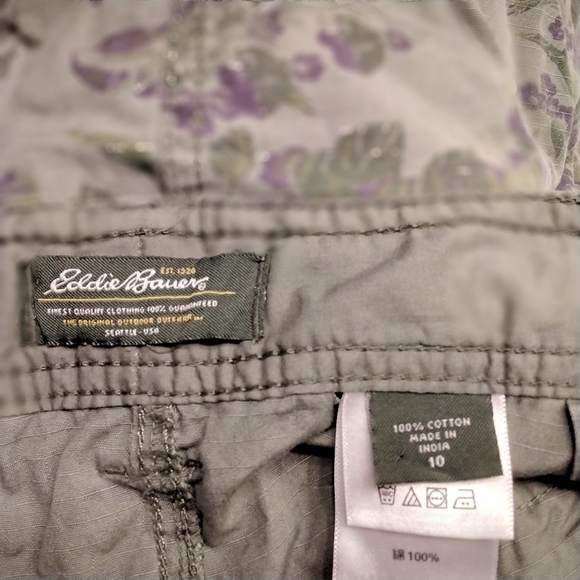 EST. 1920
Eddie Bauer
FINEST QUALITY CLOTHING 100% GUARANTEED
THE ORIGINAL OUTDOOR OUTFITTER
SEATTLE - USA
100% COTTON
MADE IN
INDIA
10
100%